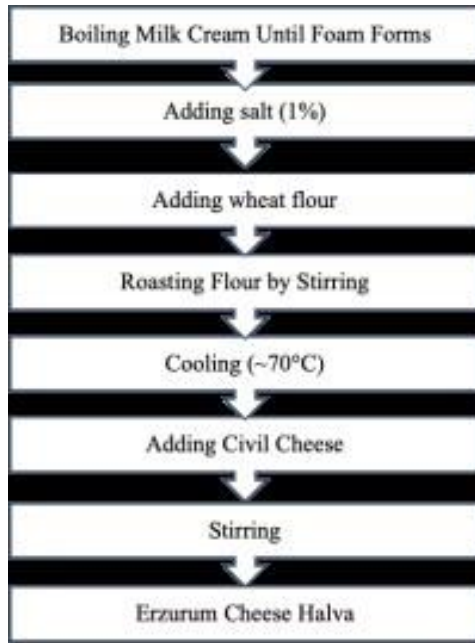 Boiling Milk Cream Until Foam Forms
Adding salt (1%)
Adding wheat flour
Roasting Flour by Stirring
Cooling (~70°C)
Adding Civil Cheese
Stirring
Erzurum Cheese Halva